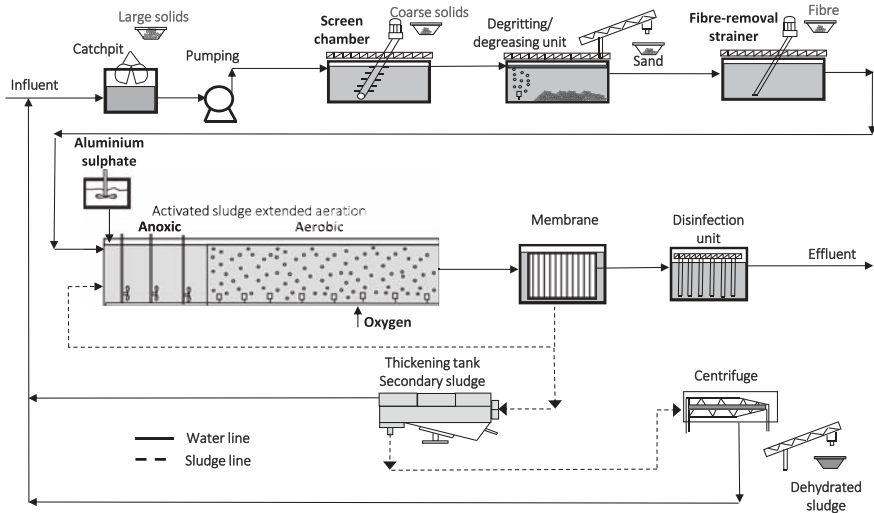 Large solids
Catchpit
Pumping
Influent
Screen
chamber
Coarse solids
Degritting/
degreasing unit
Sand
Fibre-removal
strainer
Fibre
Aluminium
sulphate
Activated sludge extended aeration
Anoxic
Aerobic
Oxygen
Membrane
Disinfection
unit
Effluent
Thickening tank
Secondary sludge
Centrifuge
Water line
Sludge line
Dehydrated
sludge